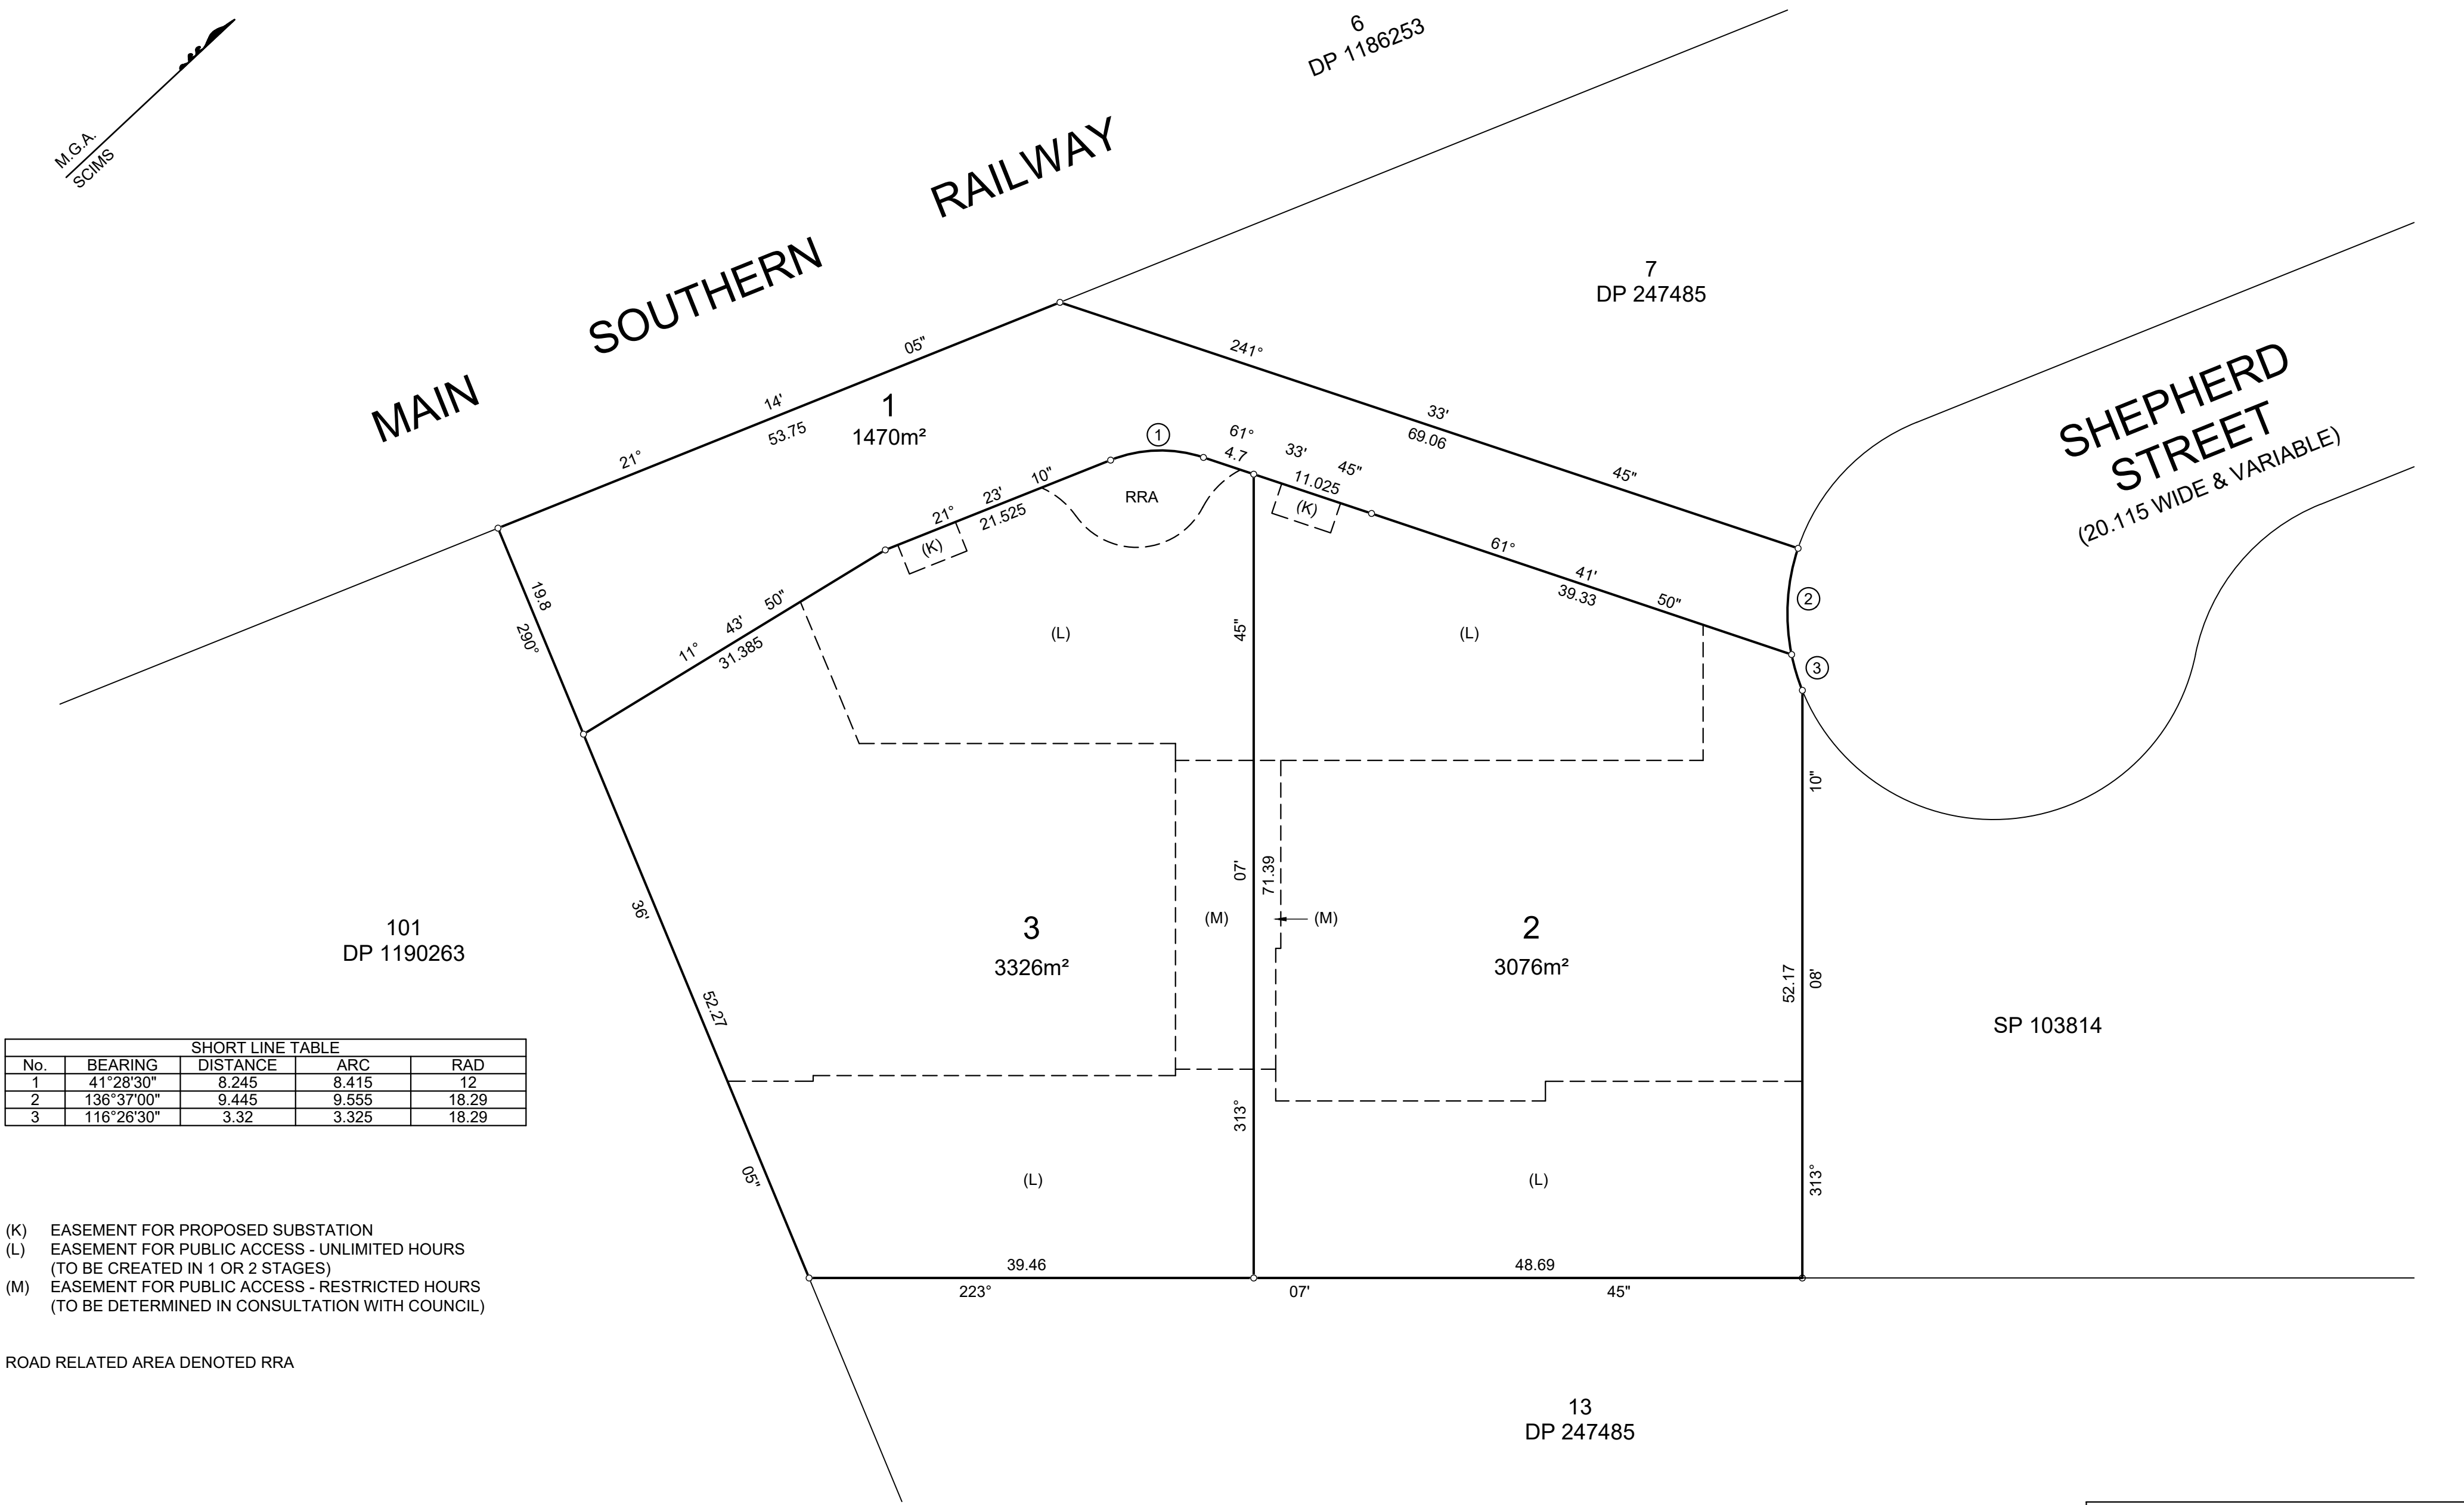 M.G.A.
SCIMS
6
DP 1186253
MAIN SOUTHERN RAILWAY
7
DP 247485
SHEPHERD
STREET
(20.115 WIDE & VARIABLE)
21° 14' 05"
53.75
1
1470m²
241° 33' 45"
69.06
1
61° 33' 45"
4.7
11.025
(K)
RRA
21° 23' 10"
21.525
(K)
61° 41' 50"
39.33
2
3
19.8
290° 36' 05"
52.27
11° 43' 50"
31.385
(L)
(L)
313° 07' 45"
71.39
(M)
(M)
313° 08' 10"
52.17
3
3326m²
2
3076m²
101
DP 1190263
SP 103814
(L)
(L)
39.46
48.69
223° 07' 45"
13
DP 247485
SHORT LINE TABLE
No. BEARING DISTANCE ARC RAD
1 41°28'30" 8.245 8.415 12
2 136°37'00" 9.445 9.555 18.29
3 116°26'30" 3.32 3.325 18.29
(K) EASEMENT FOR PROPOSED SUBSTATION
(L) EASEMENT FOR PUBLIC ACCESS - UNLIMITED HOURS
(TO BE CREATED IN 1 OR 2 STAGES)
(M) EASEMENT FOR PUBLIC ACCESS - RESTRICTED HOURS
(TO BE DETERMINED IN CONSULTATION WITH COUNCIL)
ROAD RELATED AREA DENOTED RRA